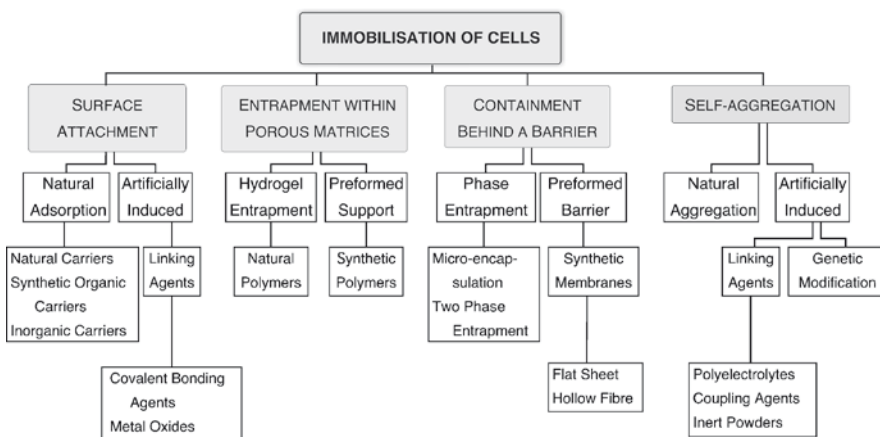 IMMOBILISATION OF CELLS
SURFACE
ATTACHMENT
ENTRAPMENT WITHIN
POROUS MATRICES
CONTAINMENT
BEHIND A BARRIER
SELF-AGGREGATION
Natural
Adsorption
Artificially
Induced
Hydrogel
Entrapment
Preformed
Support
Phase
Entrapment
Preformed
Barrier
Natural
Aggregation
Artificially
Induced
Natural Carriers
Synthetic Organic
Carriers
Inorganic Carriers
Linking
Agents
Natural
Polymers
Synthetic
Polymers
Micro-encap-
sulation
Two Phase
Entrapment
Synthetic
Membranes
Linking
Agents
Genetic
Modification
Covalent Bonding
Agents
Metal Oxides
Flat Sheet
Hollow Fibre
Polyelectrolytes
Coupling Agents
Inert Powders